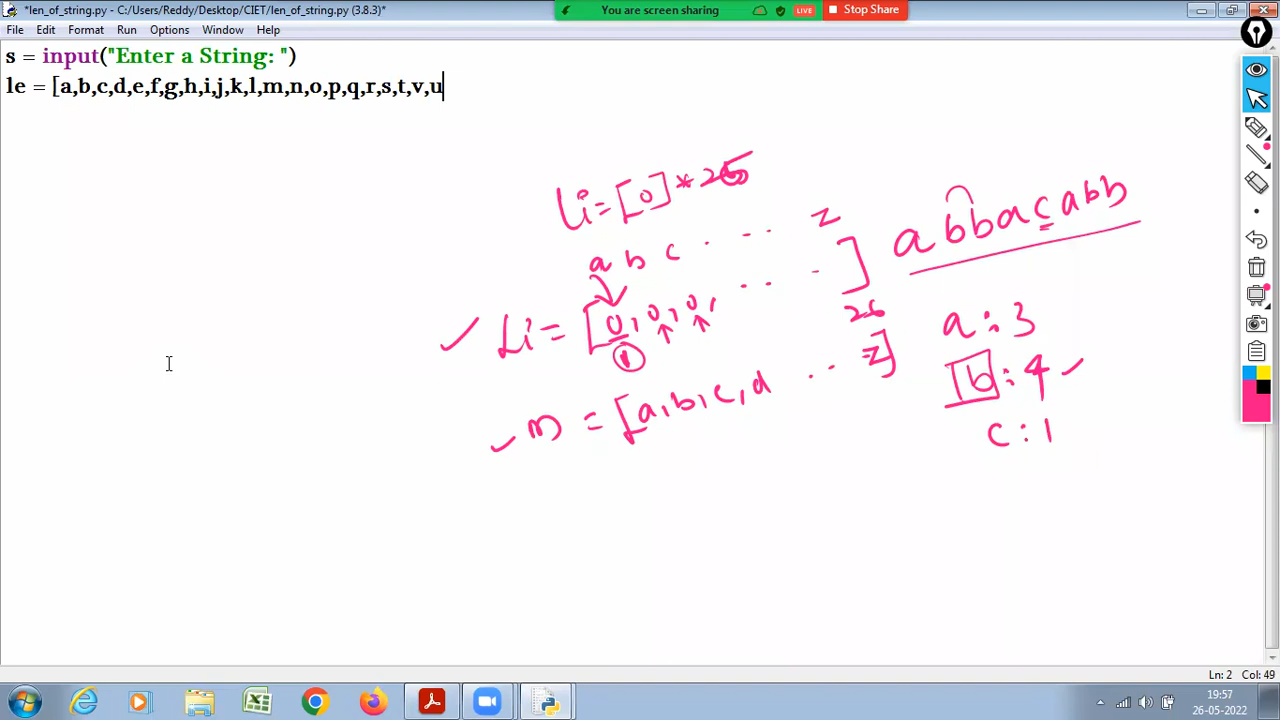 *len_of_string.py - C:/Users/Reddy/Desktop/CIET/len_of_string.py (3.8.3)*
You are screen sharing LIVE Stop Share
File Edit Format Run Options Window Help
s = input("Enter a String: ")
le = [a,b,c,d,e,f,g,h,i,j,k,l,m,n,o,p,q,r,s,t,v,u
Li=[0]*26
a b c . . . . z
abbacabb
Li= [0,0,0, . . . . ]
1
26
m = [a,b,c,d . . z]
a:3
b:4
c:1
Ln: 2 Col: 49
19:57
26-05-2022